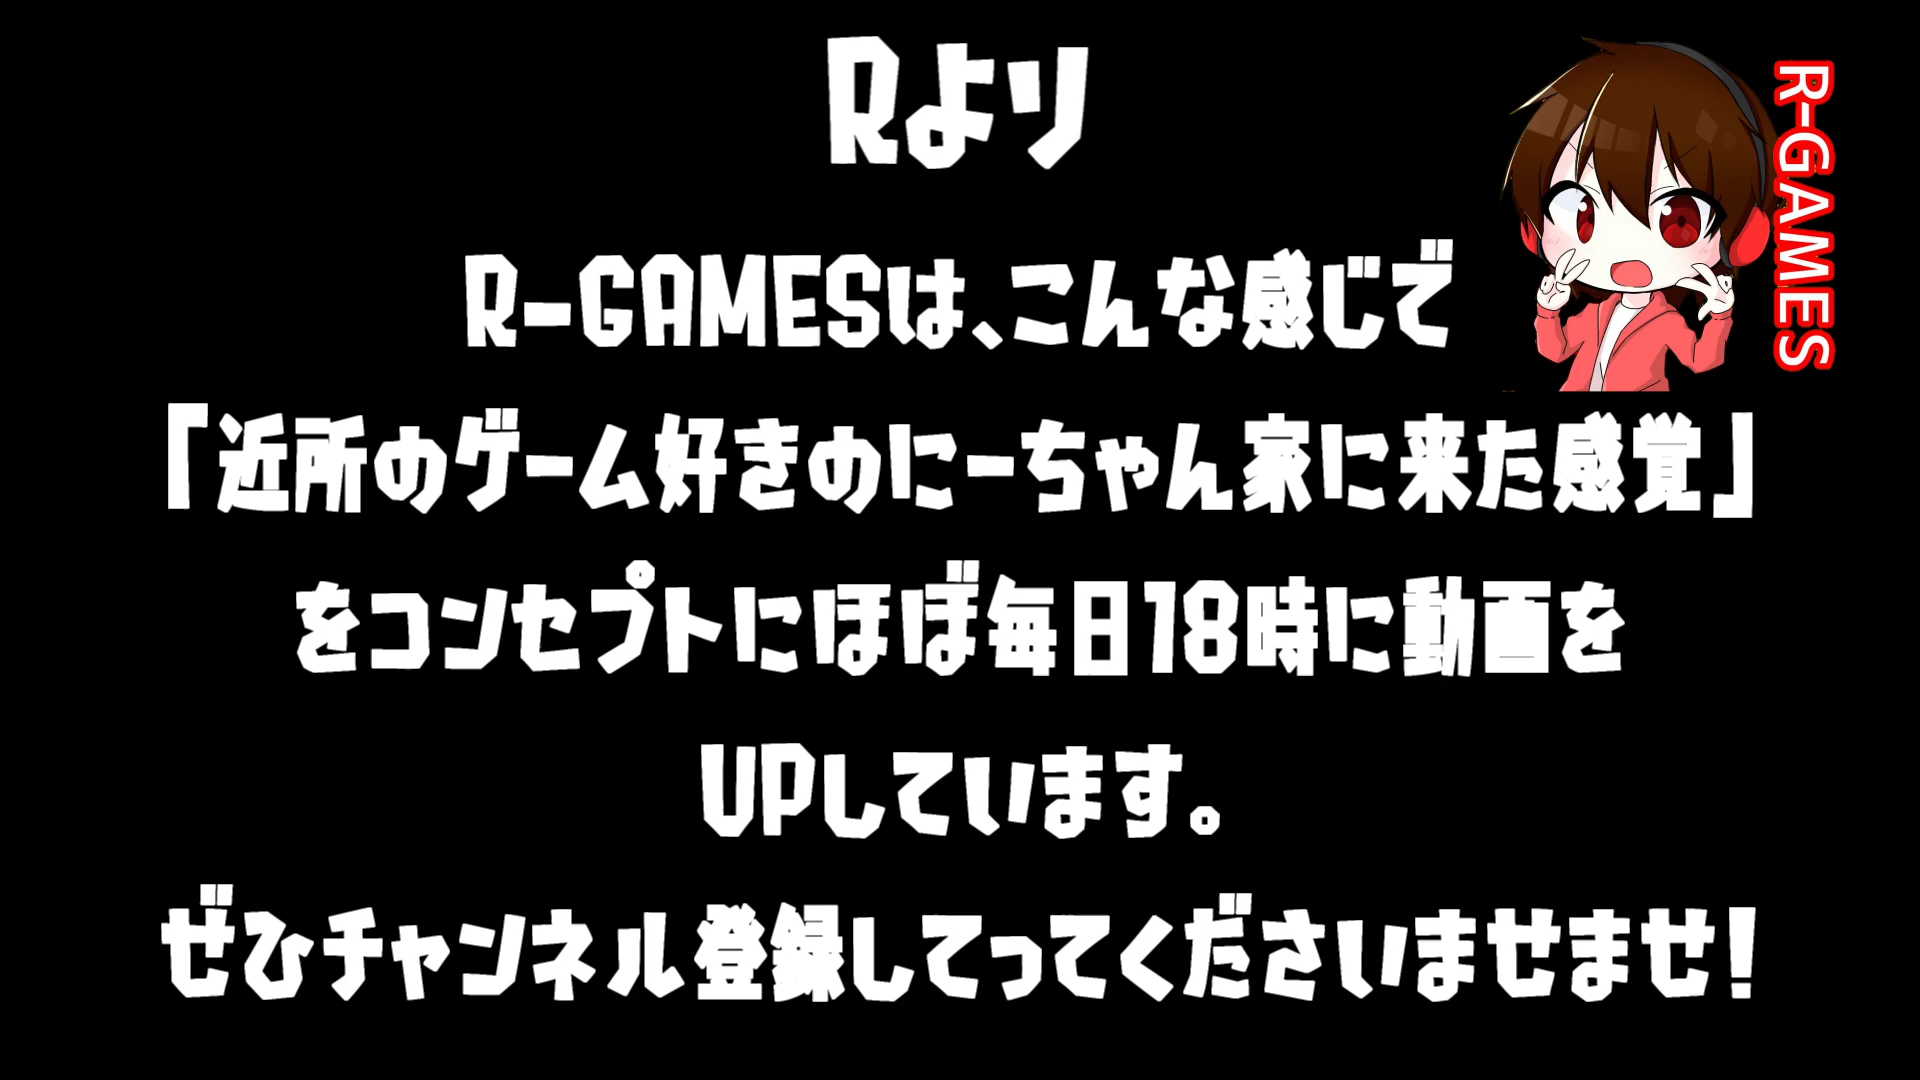 Rより
R-GAMES
R-GAMESは、こんな感じで
「近所のゲーム好きのにーちゃん家に来た感覚」
をコンセプトにほぼ毎日18時に動画を
UPしています。
ぜひチャンネル登録してってくださいませませ!